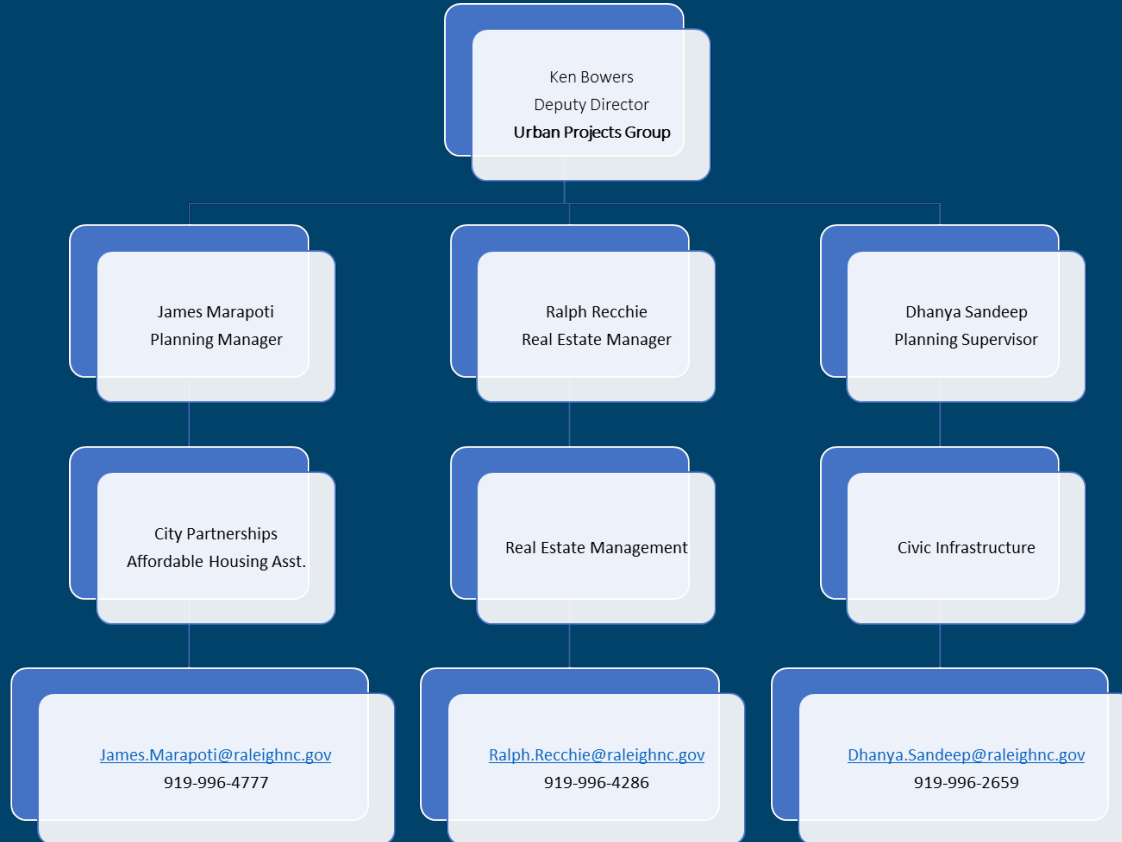 Ken Bowers
Deputy Director
Urban Projects Group
James Marapoti
Planning Manager
Ralph Recchie
Real Estate Manager
Dhanya Sandeep
Planning Supervisor
City Partnerships
Affordable Housing Asst.
Real Estate Management
Civic Infrastructure
James.Marapoti@raleighnc.gov
919-996-4777
Ralph.Recchie@raleighnc.gov
919-996-4286
Dhanya.Sandeep@raleighnc.gov
919-996-2659